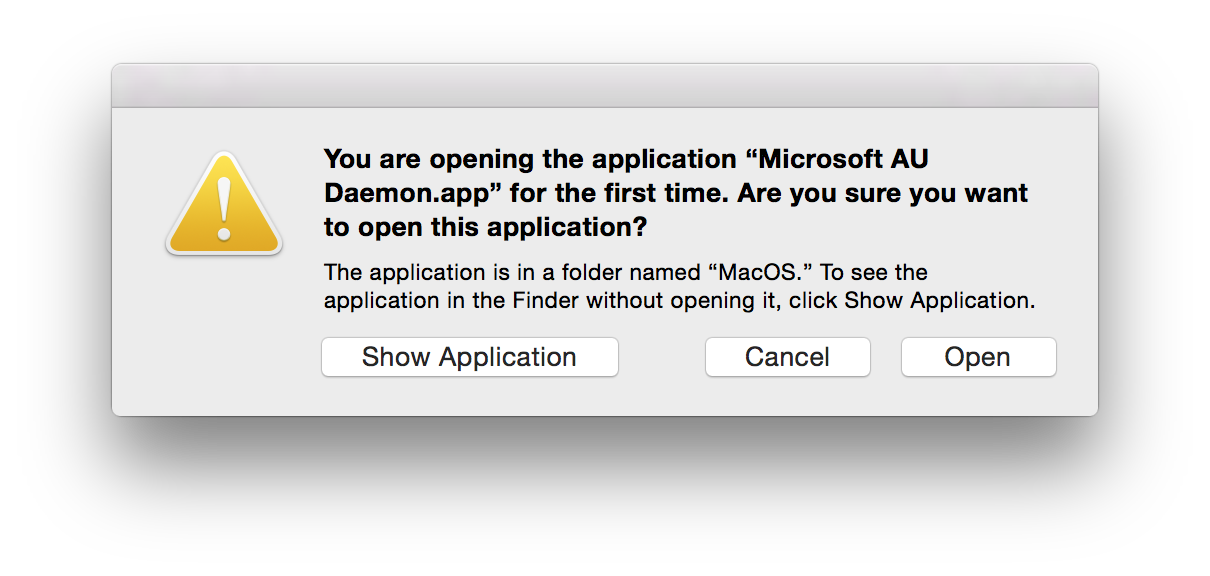 You are opening the application “Microsoft AU
Daemon.app” for the first time. Are you sure you want
to open this application?
The application is in a folder named “MacOS.” To see the
application in the Finder without opening it, click Show Application.
Show Application Cancel Open